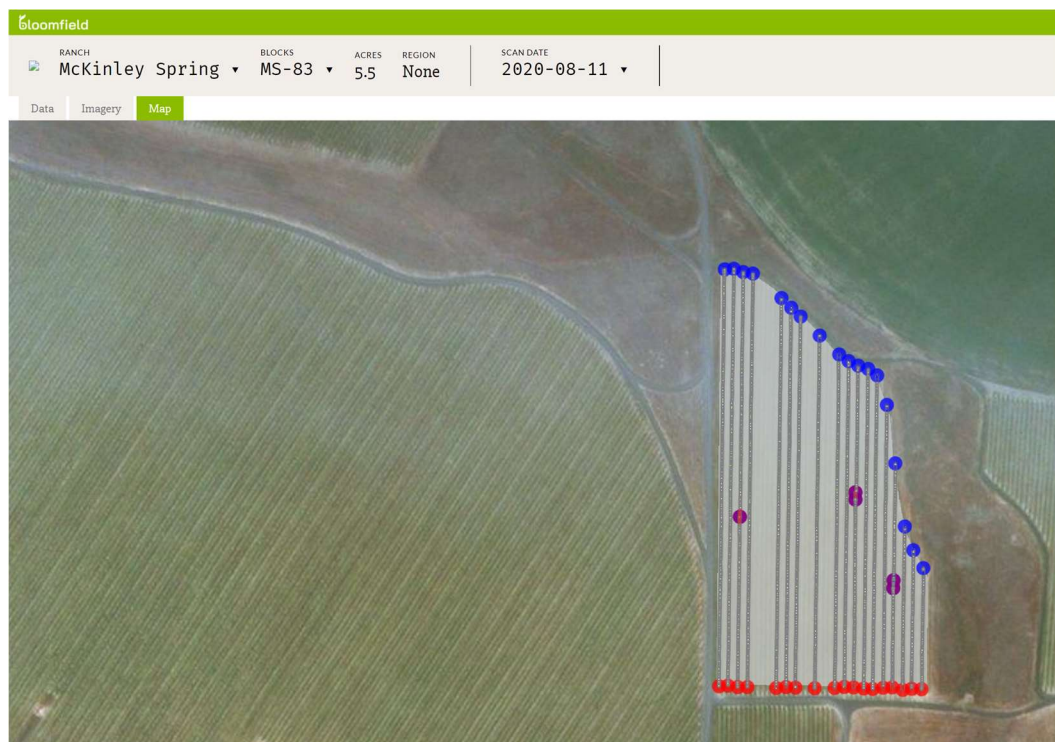 bloomfield
RANCH
McKinley Spring
BLOCKS
MS-83
ACRES
5.5
REGION
None
SCAN DATE
2020-08-11
Data
Imagery
Map